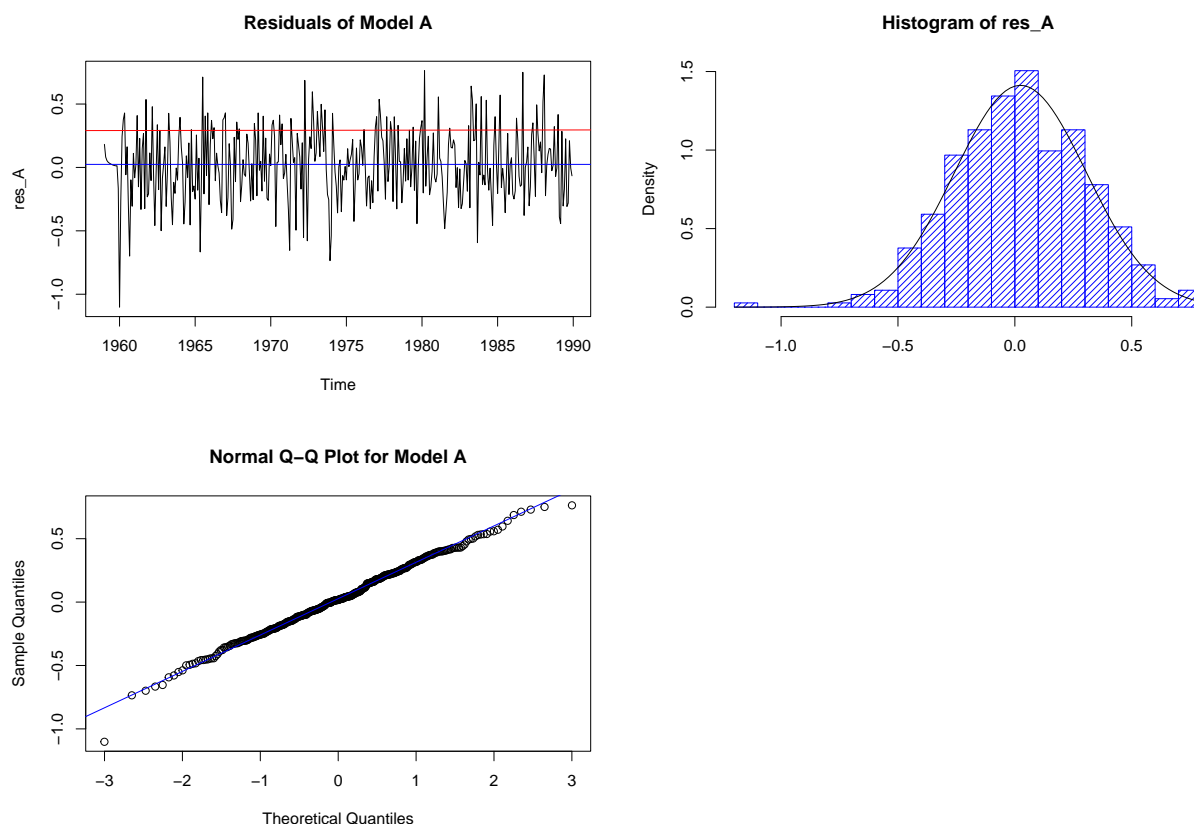 Residuals of Model A
res_A
0.5
0.0
−0.5
−1.0
1960 1965 1970 1975 1980 1985 1990
Time
Histogram of res_A
Density
1.5
1.0
0.5
0.0
−1.0 −0.5 0.0 0.5
Normal Q−Q Plot for Model A
Sample Quantiles
0.5
0.0
−0.5
−1.0
−3 −2 −1 0 1 2 3
Theoretical Quantiles